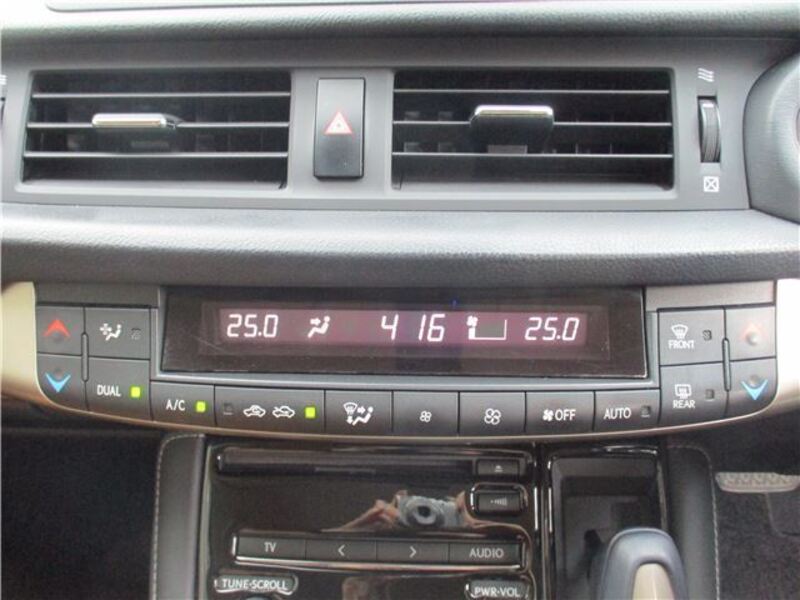 25.0 416 25.0
FRONT
DUAL
A/C
OFF
AUTO
REAR
TV
AUDIO
TUNE·SCROLL
PWR·VOL